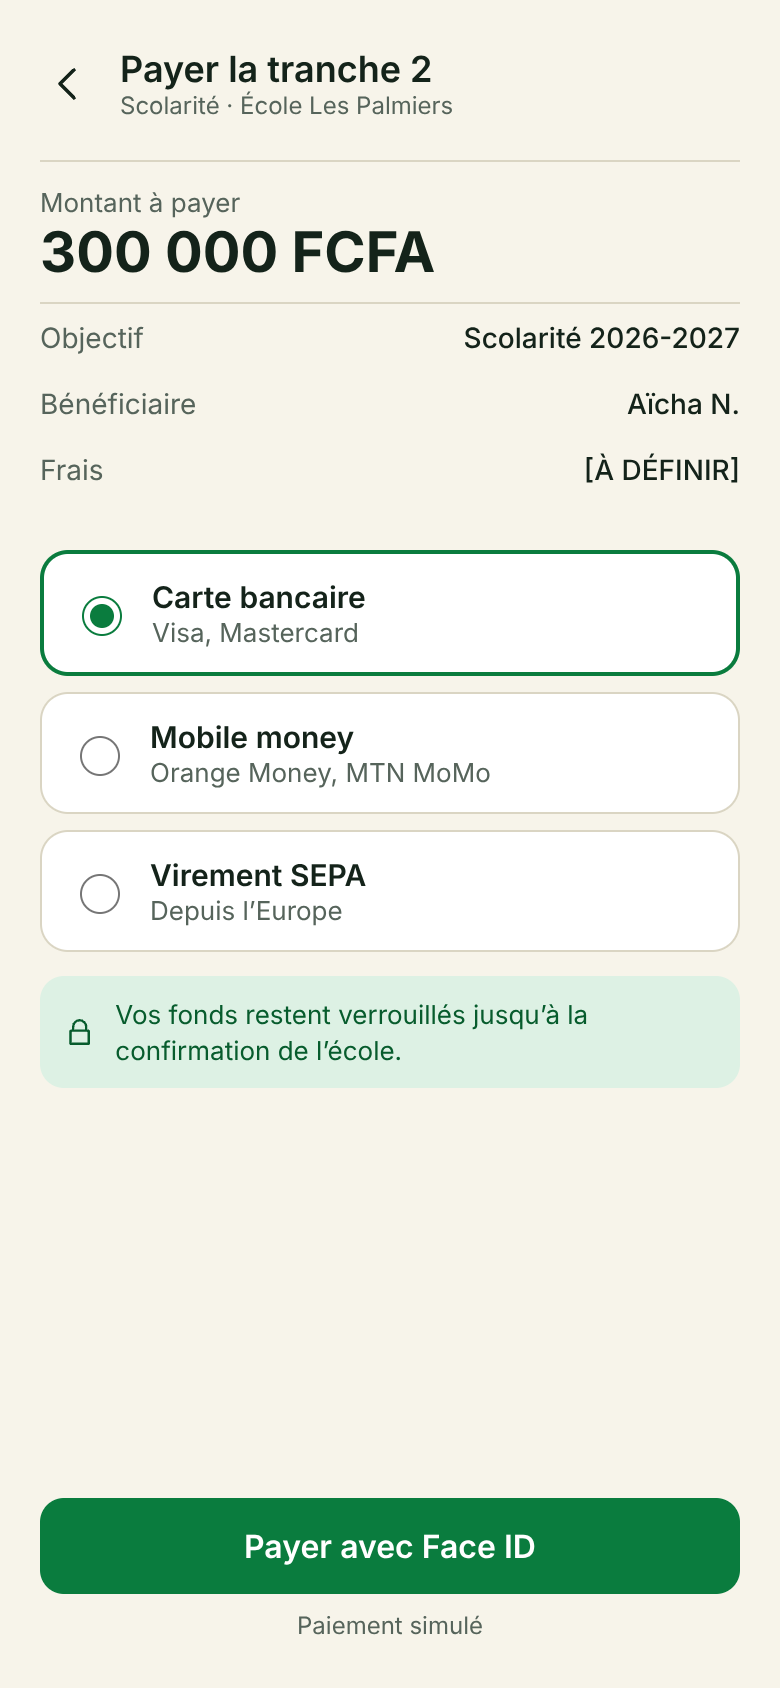 Payer la tranche 2
Scolarité · École Les Palmiers
Montant à payer
300 000 FCFA
Objectif Scolarité 2026-2027
Bénéficiaire Aïcha N.
Frais [À DÉFINIR]
Carte bancaire
Visa, Mastercard
Mobile money
Orange Money, MTN MoMo
Virement SEPA
Depuis l’Europe
Vos fonds restent verrouillés jusqu’à la
confirmation de l’école.
Payer avec Face ID
Paiement simulé